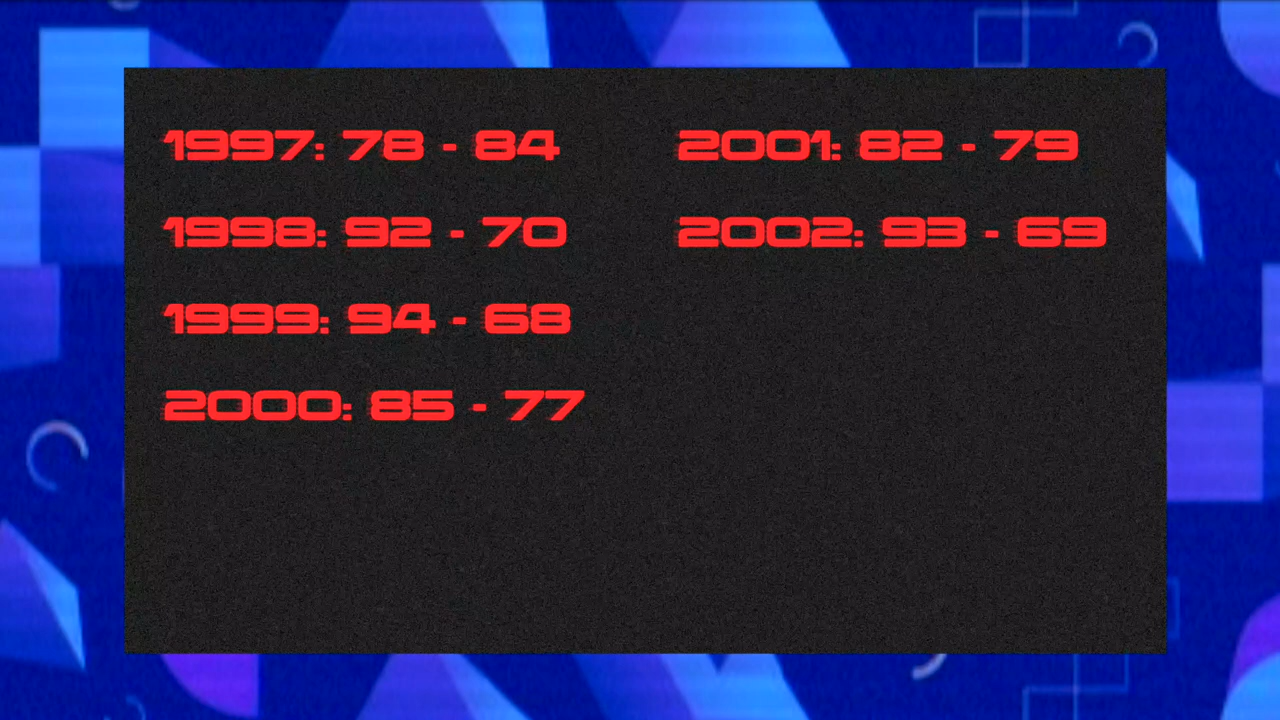 1997: 78 - 84
1998: 92 - 70
1999: 94 - 68
2000: 85 - 77
2001: 82 - 79
2002: 93 - 69